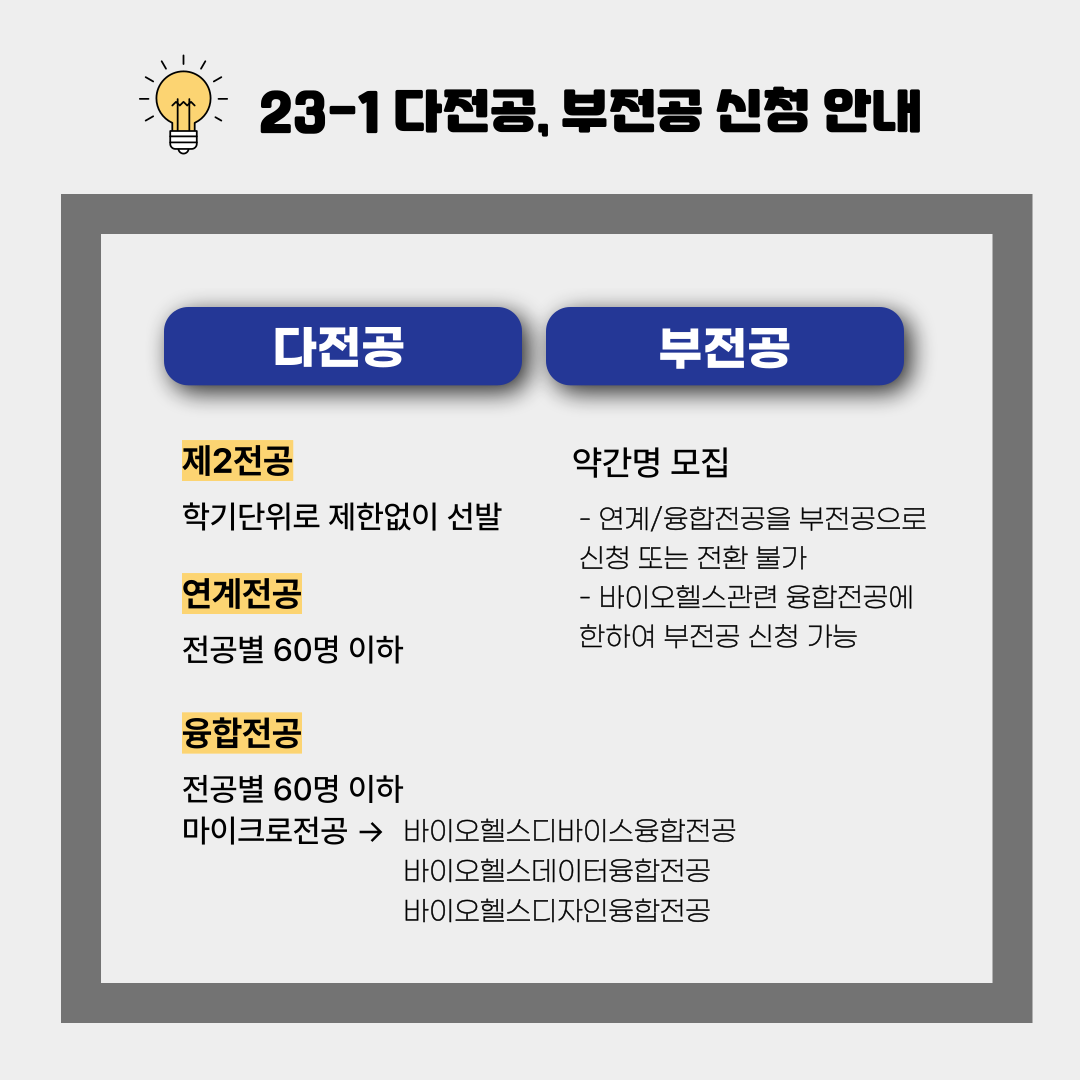 23-1 다전공, 부전공 신청 안내
다전공
제2전공
학기단위로 제한없이 선발
연계전공
전공별 60명 이하
융합전공
전공별 60명 이하
마이크로전공 → 바이오헬스디바이스융합전공
바이오헬스데이터융합전공
바이오헬스디자인융합전공
부전공
약간명 모집
- 연계/융합전공을 부전공으로
신청 또는 전환 불가
- 바이오헬스관련 융합전공에
한하여 부전공 신청 가능